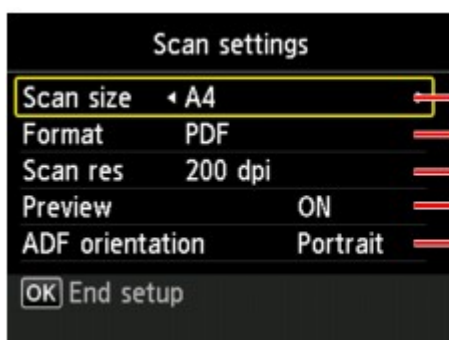 Scan settings
Scan size A4
Format PDF
Scan res 200 dpi
Preview ON
ADF orientation Portrait
OK End setup